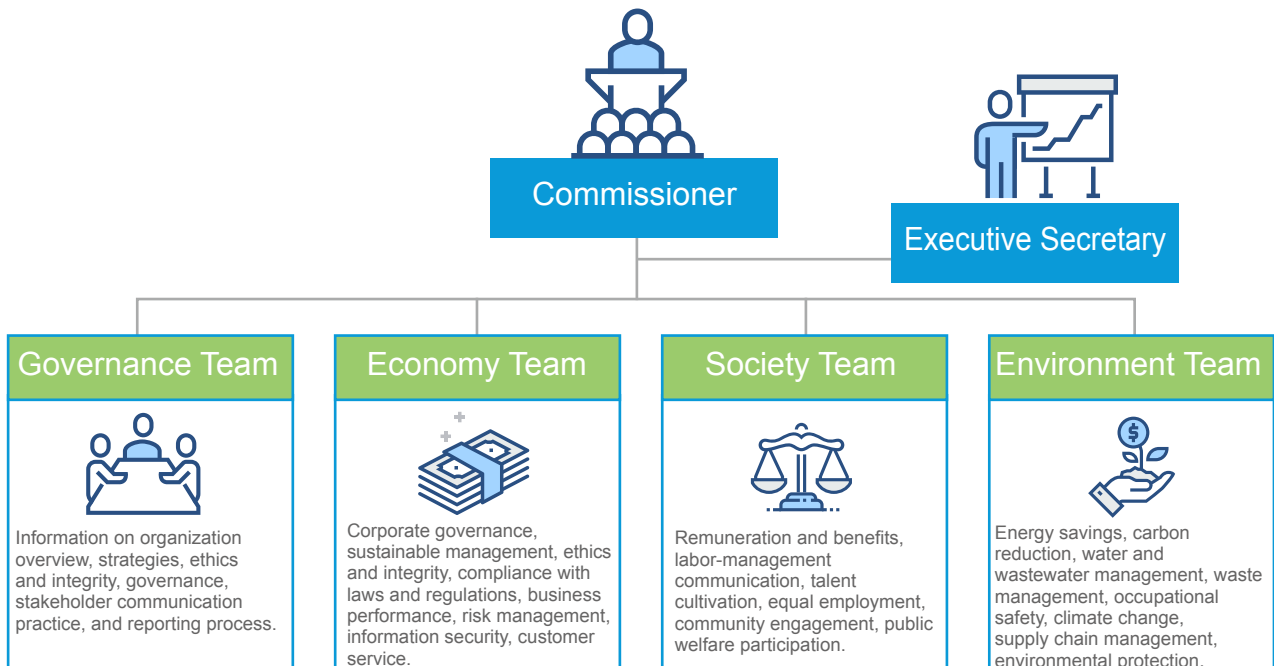 Commissioner
Executive Secretary
Governance Team
Information on organization
overview, strategies, ethics
and integrity, governance,
stakeholder communication
practice, and reporting process.
Economy Team
Corporate governance,
sustainable management, ethics
and integrity, compliance with
laws and regulations, business
performance, risk management,
information security, customer
service.
Society Team
Remuneration and benefits,
labor-management
communication, talent
cultivation, equal employment,
community engagement, public
welfare participation.
Environment Team
$
Energy savings, carbon
reduction, water and
wastewater management, waste
management, occupational
safety, climate change,
supply chain management,
environmental protection.